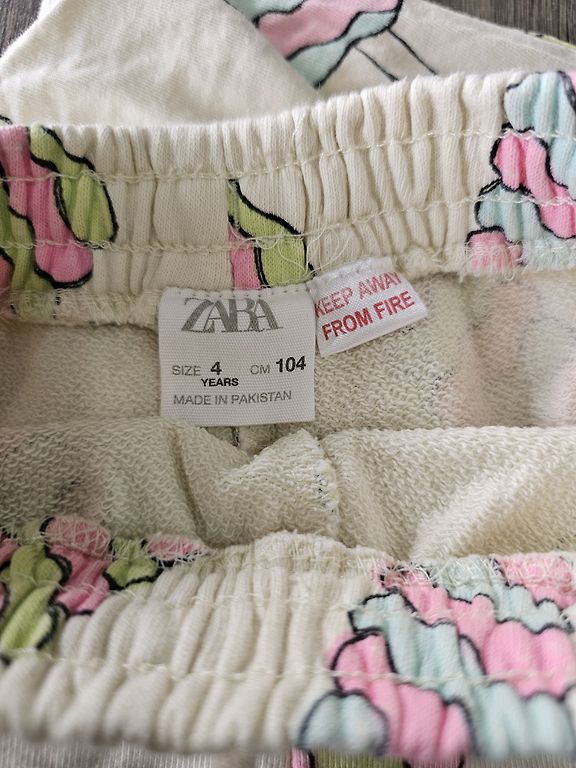 ZARA
SIZE 4 YEARS CM 104
MADE IN PAKISTAN
KEEP AWAY
FROM FIRE